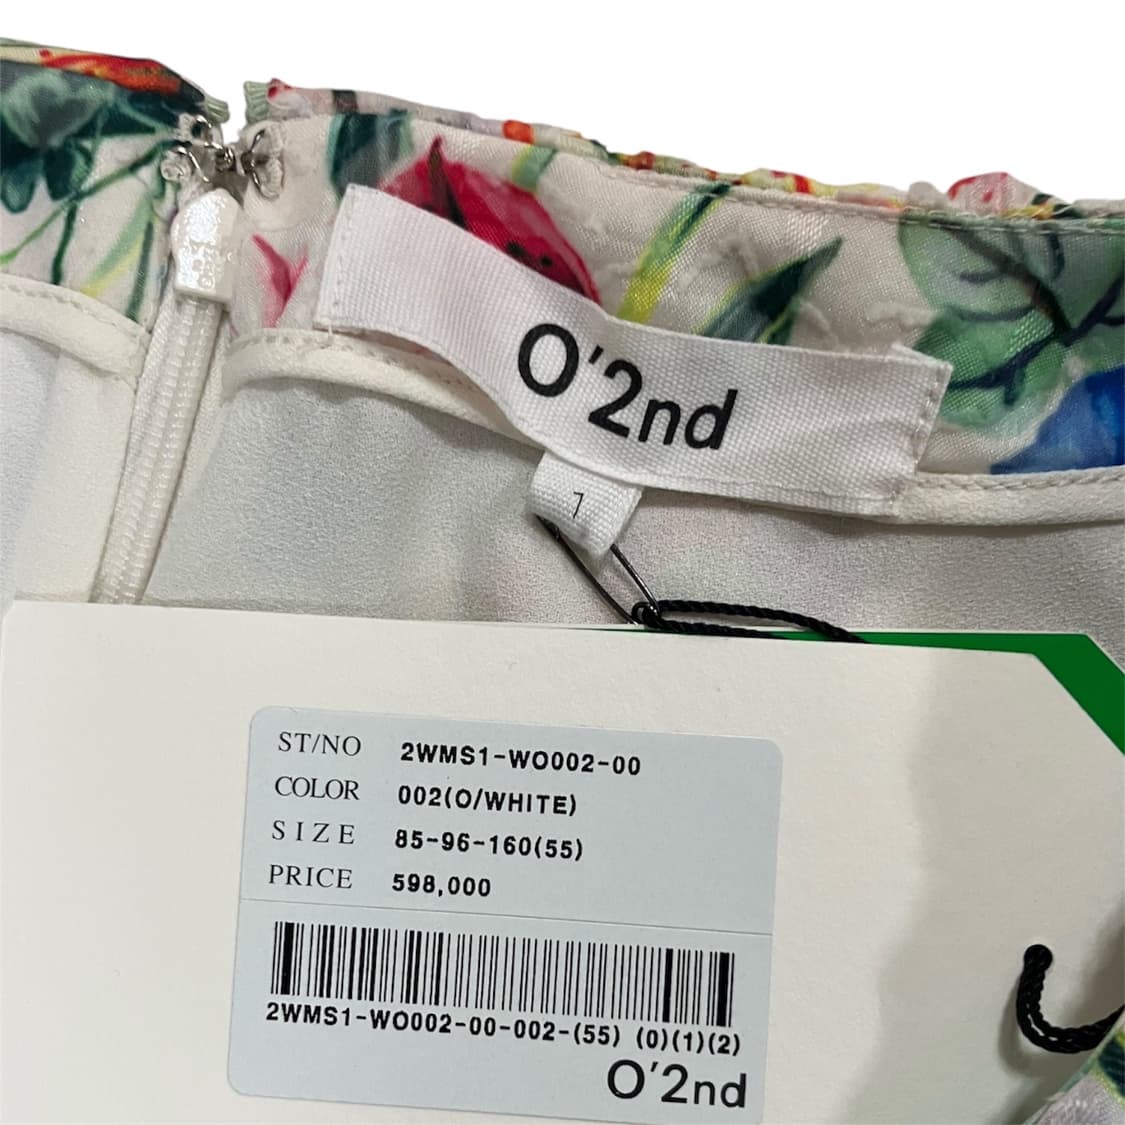 O'2nd
1
ST/NO 2WMS1-WO002-00
COLOR 002(O/WHITE)
SIZE 85-96-160(55)
PRICE 598,000
2WMS1-WO002-00-002-(55) (0)(1)(2)
O'2nd